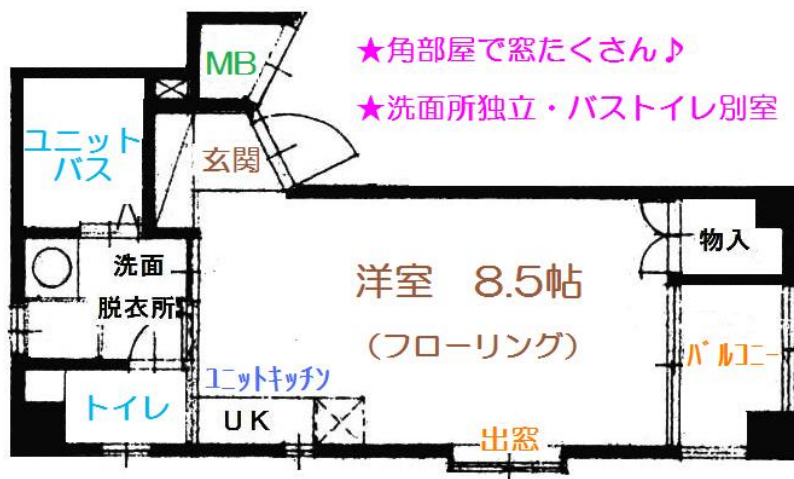 MB
★角部屋で窓たくさん♪
★洗面所独立・バストイレ別室
ユニット
バス
玄関
洗面
脱衣所
洋室 8.5帖
(フローリング)
物入
バルコニー
ユニットキッチン
トイレ
UK
出窓